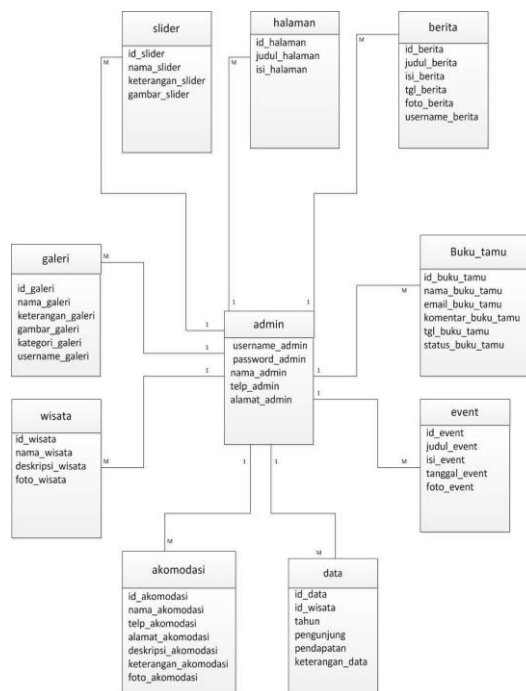 slider
id_slider
nama_slider
keterangan_slider
gambar_slider
M
halaman
id_halaman
judul_halaman
isi_halaman
M
berita
id_berita
judul_berita
isi_berita
tgl_berita
foto_berita
username_berita
M
galeri
id_galeri
nama_galeri
keterangan_galeri
gambar_galeri
kategori_galeri
username_galeri
M
admin
username_admin
password_admin
nama_admin
telp_admin
alamat_admin
1
1
1
1
1
1
1
1
1
Buku_tamu
id_buku_tamu
nama_buku_tamu
email_buku_tamu
komentar_buku_tamu
tgl_buku_tamu
status_buku_tamu
M
wisata
id_wisata
nama_wisata
deskripsi_wisata
foto_wisata
M
event
id_event
judul_event
isi_event
tanggal_event
foto_event
M
akomodasi
id_akomodasi
nama_akomodasi
telp_akomodasi
alamat_akomodasi
deskripsi_akomodasi
keterangan_akomodasi
foto_akomodasi
M
data
id_data
id_wisata
tahun
pengunjung
pendapatan
keterangan_data
M